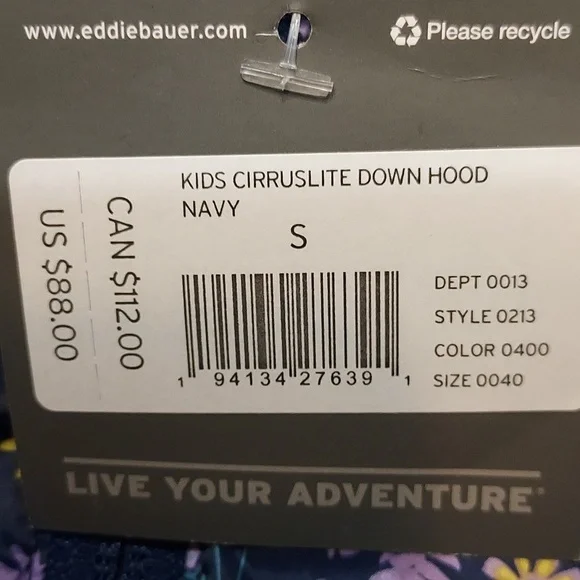 www.eddiebauer.com
Please recycle
KIDS CIRRUSLITE DOWN HOOD
NAVY
S
CAN $112.00
US $88.00
DEPT 0013
STYLE 0213
COLOR 0400
SIZE 0040
1 94134 27639 1
LIVE YOUR ADVENTURE®